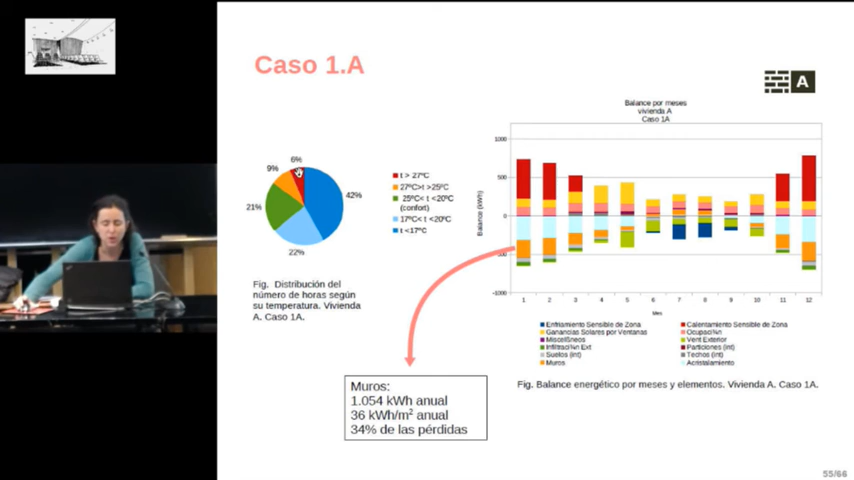 Caso 1.A
A
6%
9%
42%
21%
22%
t > 27ºC
27ºC>t >25ºC
25ºC< t <20ºC
(confort)
17ºC< t <20ºC
t <17ºC
Fig. Distribución del
número de horas según
su temperatura. Vivienda
A. Caso 1A.
Balance por meses
vivienda A
Caso 1A
Balance (kWh)
1000
500
0
-1000
1 2 3 4 5 6 7 8 9 10 11 12
Mes
Enfriamiento Sensible de Zona
Calentamiento Sensible de Zona
Ganancias Solares por Ventanas
Vent Exterior
Particiones (int)
Suelos (int)
Techos (int)
Muros
Acristalamiento
Fig. Balance energético por meses y elementos. Vivienda A. Caso 1A.
Muros:
1.054 kWh anual
36 kWh/m² anual
34% de las pérdidas
55/66